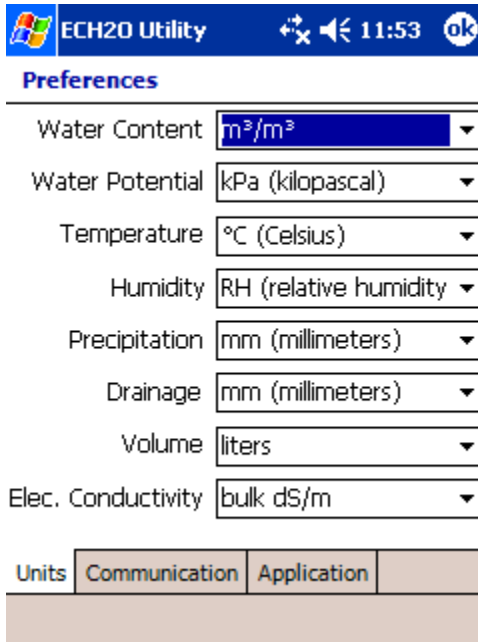 ECH2O Utility 11:53 ok
Preferences
Water Content m³/m³
Water Potential kPa (kilopascal)
Temperature °C (Celsius)
Humidity RH (relative humidity
Precipitation mm (millimeters)
Drainage mm (millimeters)
Volume liters
Elec. Conductivity bulk dS/m
Units Communication Application